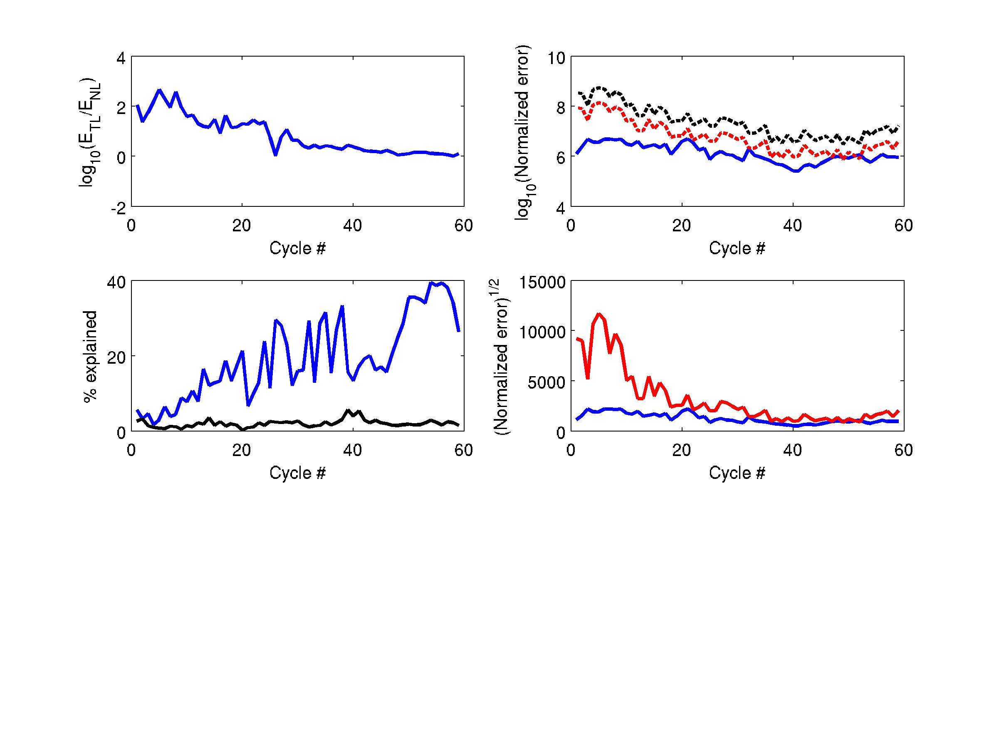 4
2
0
-2
log10(ETL/ENL)
0 20 40 60
Cycle #
10
8
6
4
log10(Normalized error)
0 20 40 60
Cycle #
40
20
0
% explained
0 20 40 60
Cycle #
15000
10000
5000
0
(Normalized error)1/2
0 20 40 60
Cycle #